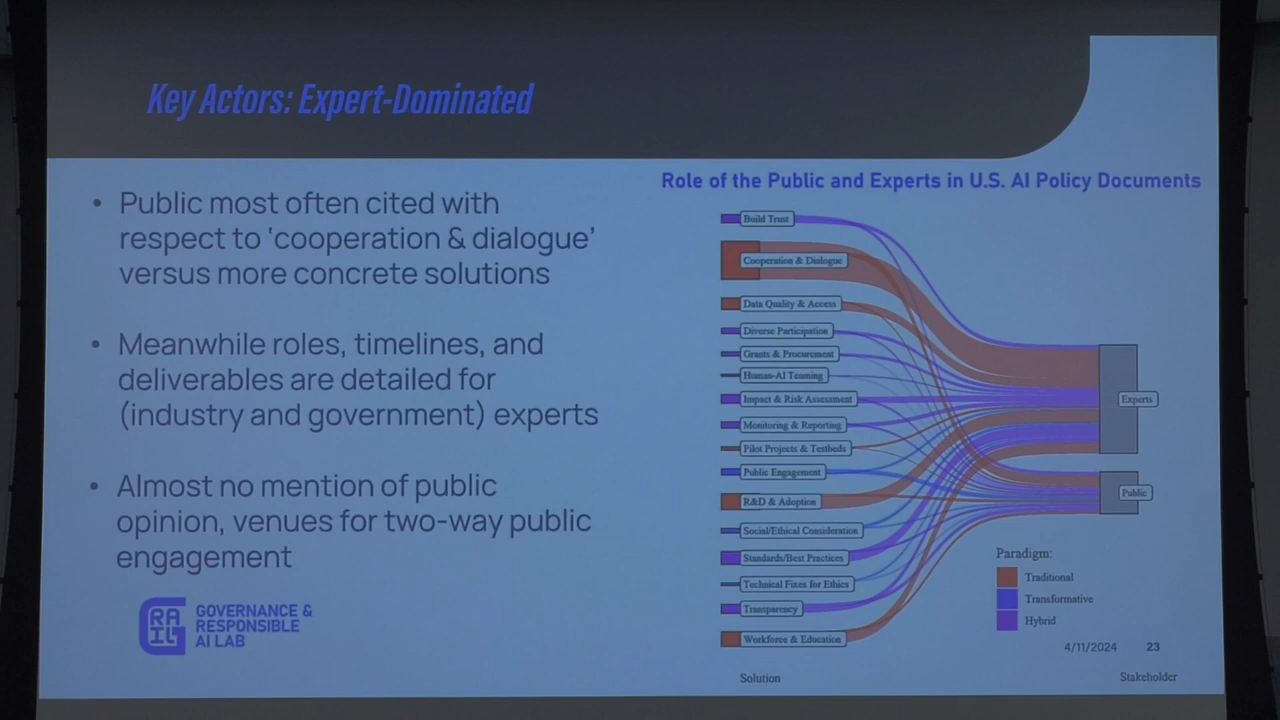 Key Actors: Expert-Dominated
• Public most often cited with
respect to ‘cooperation & dialogue’
versus more concrete solutions
• Meanwhile roles, timelines, and
deliverables are detailed for
(industry and government) experts
• Almost no mention of public
opinion, venues for two-way public
engagement
RAIL
GOVERNANCE &
RESPONSIBLE
AI LAB
Role of the Public and Experts in U.S. AI Policy Documents
Build Trust
Cooperation & Dialogue
Data Quality & Access
Diverse Participation
Grants & Procurement
Human-AI Teaming
Impact & Risk Assessment
Monitoring & Reporting
Pilot Projects & Testbeds
Public Engagement
R&D & Adoption
Social/Ethical Consideration
Standards/Best Practices
Technical Fixes for Ethics
Transparency
Workforce & Education
Experts
Public
Paradigm:
Traditional
Transformative
Hybrid
4/11/2024 23
Solution
Stakeholder